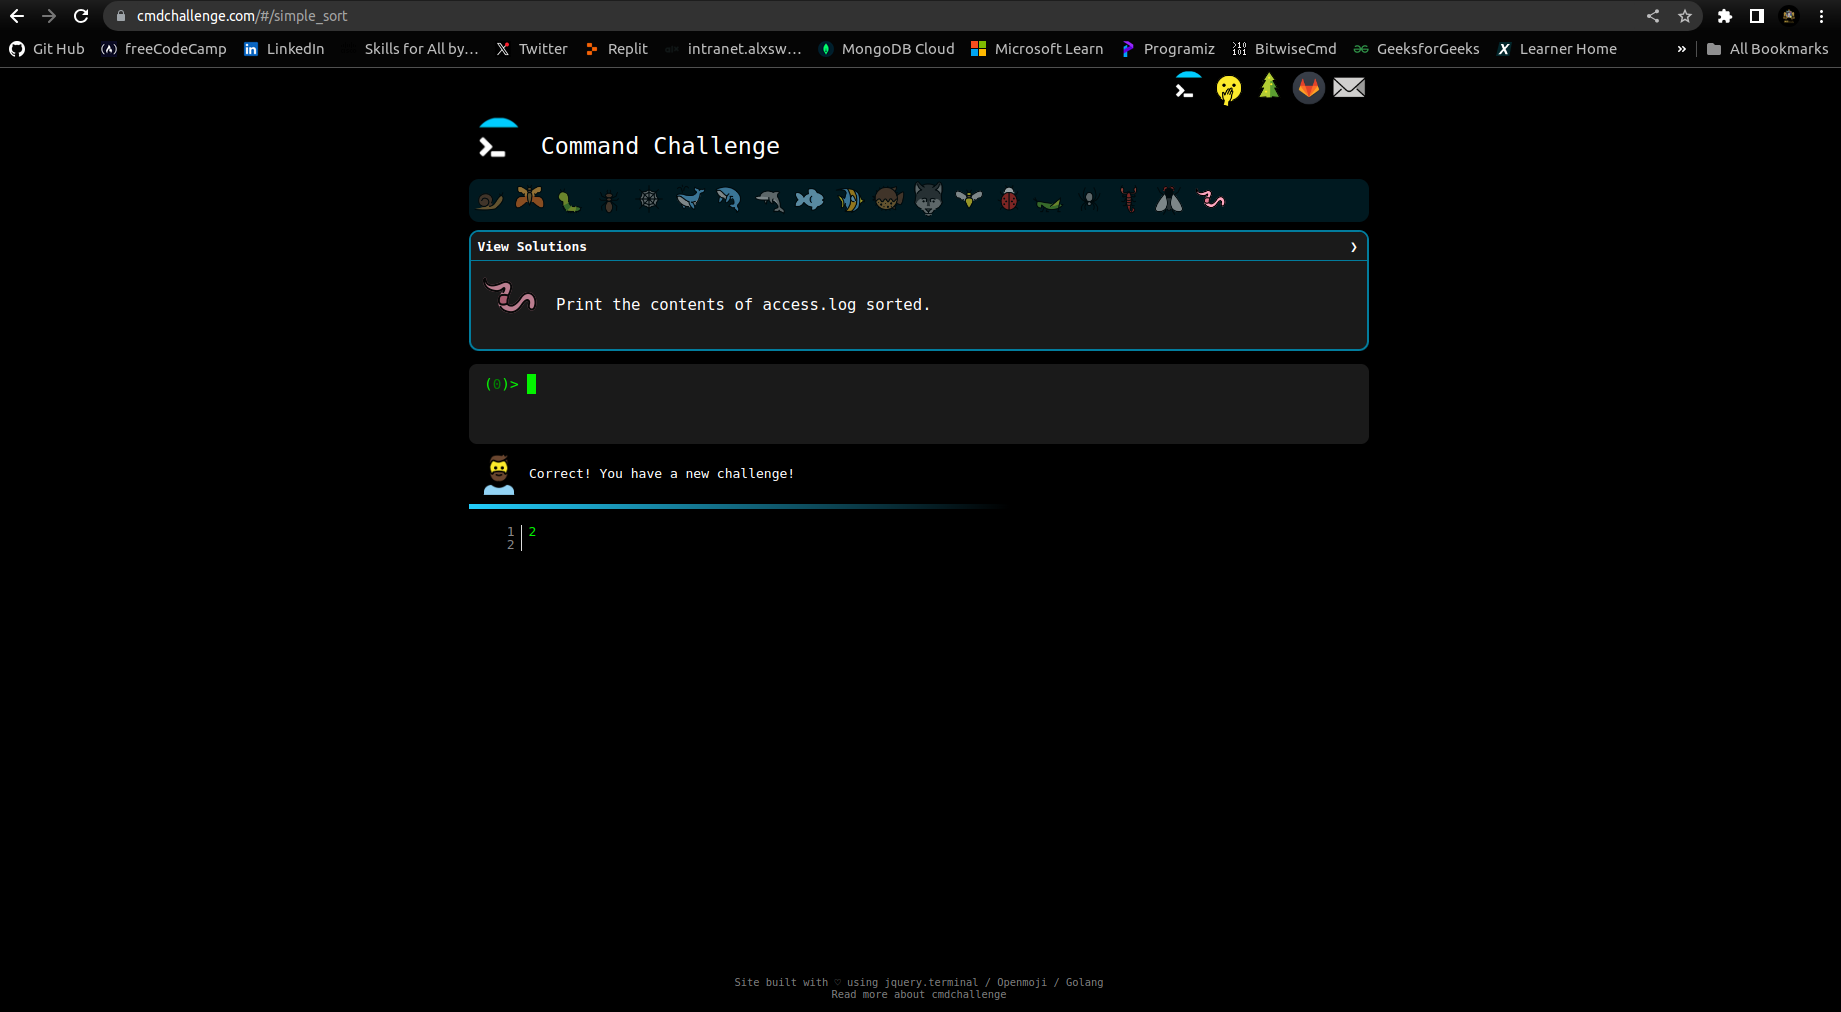 cmdchallenge.com/#/simple_sort
Git Hub freeCodeCamp LinkedIn Skills for All by… Twitter Replit intranet.alxsw… MongoDB Cloud Microsoft Learn Programiz BitwiseCmd GeeksforGeeks Learner Home » All Bookmarks
Command Challenge
View Solutions ❯
Print the contents of access.log sorted.
(0)>
Correct! You have a new challenge!
1 2
2
Site built with ♡ using jquery.terminal / Openmoji / Golang
Read more about cmdchallenge